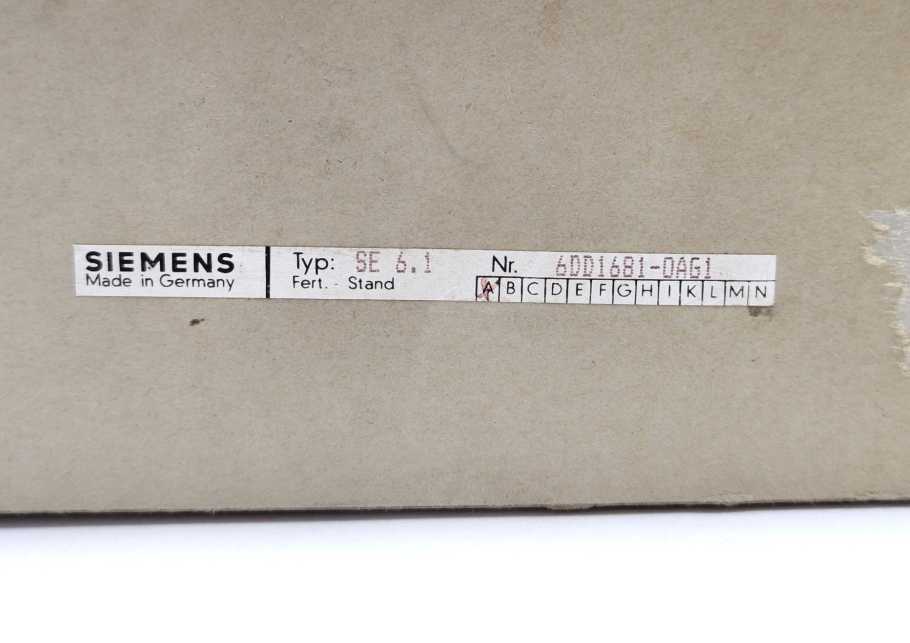 SIEMENS
Made in Germany
Typ: SE 6.1
Fert. - Stand
Nr. 6DD1681-0AG1
A B C D E F G H I K L M N